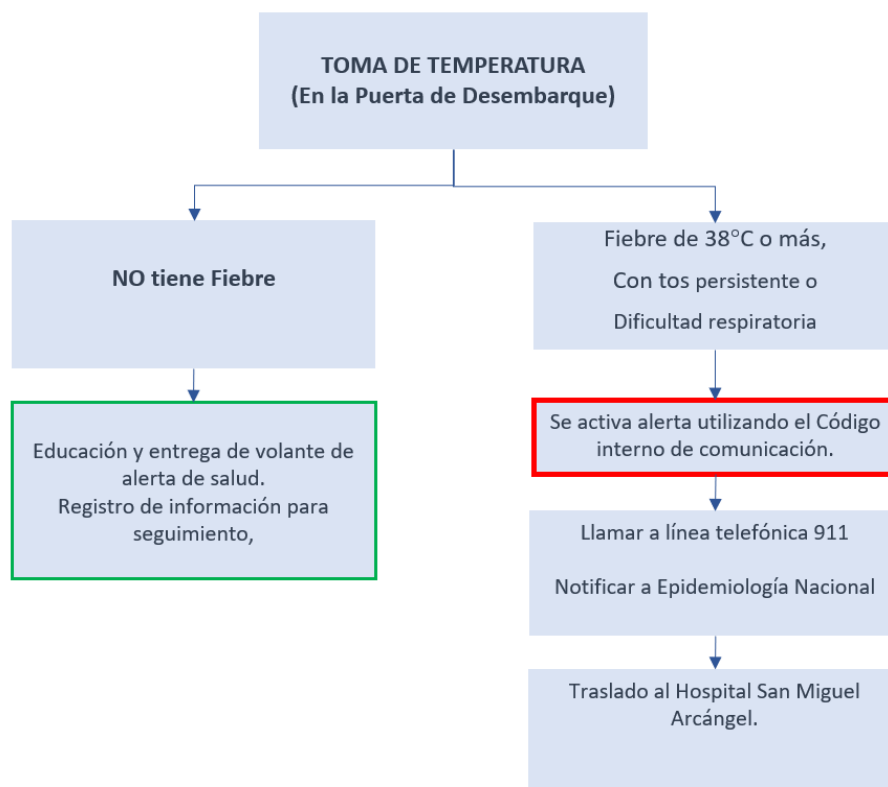 TOMA DE TEMPERATURA
(En la Puerta de Desembarque)
NO tiene Fiebre
Educación y entrega de volante de
alerta de salud.
Registro de información para
seguimiento,
Fiebre de 38°C o más,
Con tos persistente o
Dificultad respiratoria
Se activa alerta utilizando el Código
interno de comunicación.
Llamar a línea telefónica 911
Notificar a Epidemiología Nacional
Traslado al Hospital San Miguel
Arcángel.